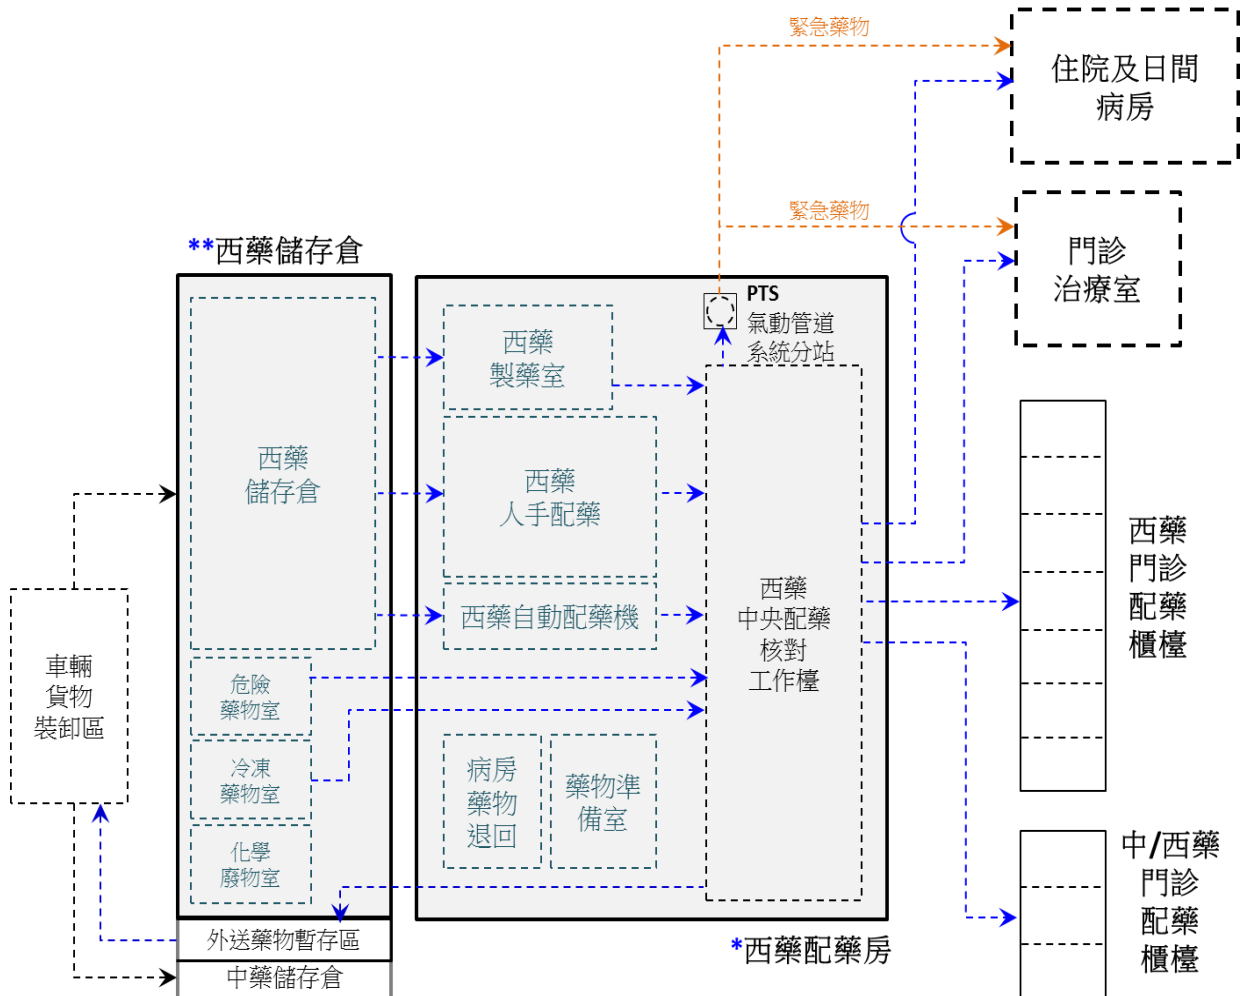 緊急藥物
住院及日間
病房
緊急藥物
門診
治療室
**西藥儲存倉
PTS
氣動管道
系統分站
西藥
製藥室
西藥
儲存倉
西藥
人手配藥
西藥自動配藥機
西藥
中央配藥
核對
工作檯
西藥
門診
配藥
櫃檯
車輛
貨物
裝卸區
危險
藥物室
冷凍
藥物室
化學
廢物室
病房
藥物
退回
藥物準
備室
中/西藥
門診
配藥
櫃檯
外送藥物暫存區
*西藥配藥房
中藥儲存倉